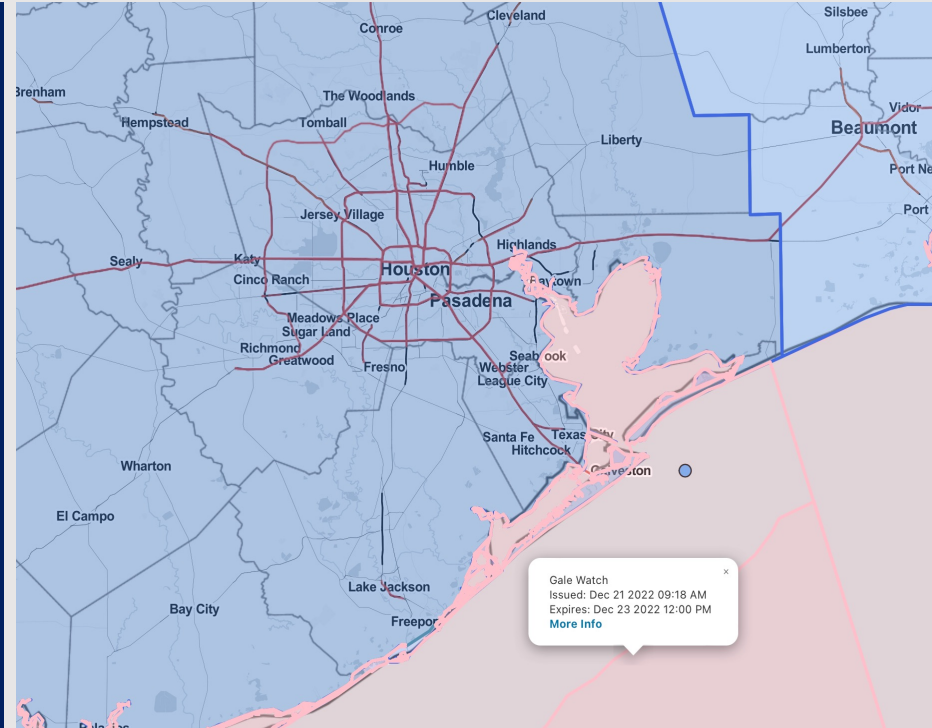 Cleveland
Silsbee
Conroe
Lumberton
Brenham
The Woodlands
Vidor
Hempstead
Tomball
Beaumont
Liberty
Humble
Port Ne
Jersey Village
Port
Highlands
Sealy
Katy
Houston
Cinco Ranch
Baytown
Pasadena
Meadows Place
Sugar Land
Richmond
Greatwood
Seabrook
Fresno
Webster
League City
Santa Fe
Texas City
Hitchcock
Wharton
Galveston
El Campo
Gale Watch
×
Issued: Dec 21 2022 09:18 AM
Expires: Dec 23 2022 12:00 PM
More Info
Lake Jackson
Bay City
Freepor
Palacios